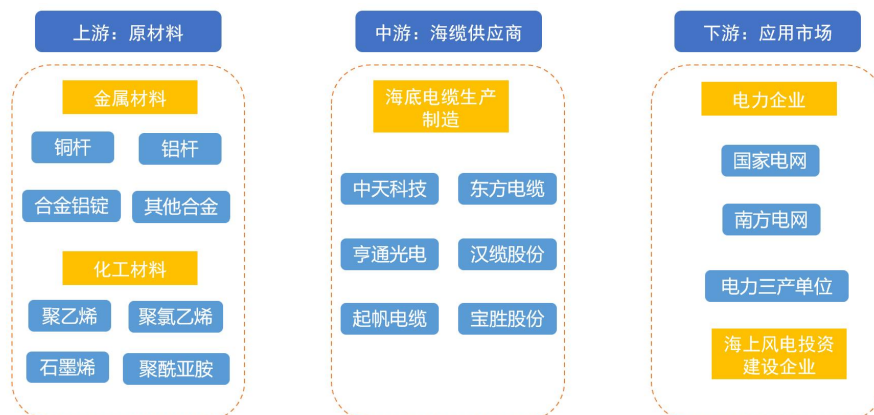 上游：原材料
金属材料
铜杆
铝杆
合金铝锭
其他合金
化工材料
聚乙烯
聚氯乙烯
石墨烯
聚酰亚胺
中游：海缆供应商
海底电缆生产
制造
中天科技
东方电缆
亨通光电
汉缆股份
起帆电缆
宝胜股份
下游：应用市场
电力企业
国家电网
南方电网
电力三产单位
海上风电投资
建设企业